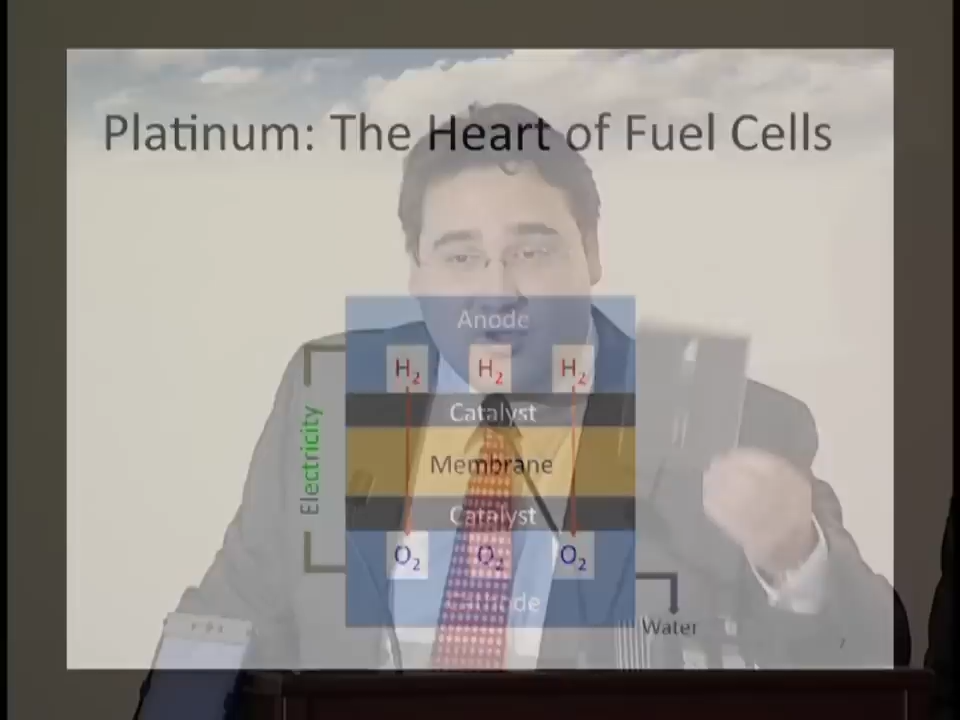 Platinum: The Heart of Fuel Cells
Anode
H2 H2 H2
Catalyst
Electricity
Membrane
Catalyst
O2 O2 O2
Cathode
Water
7